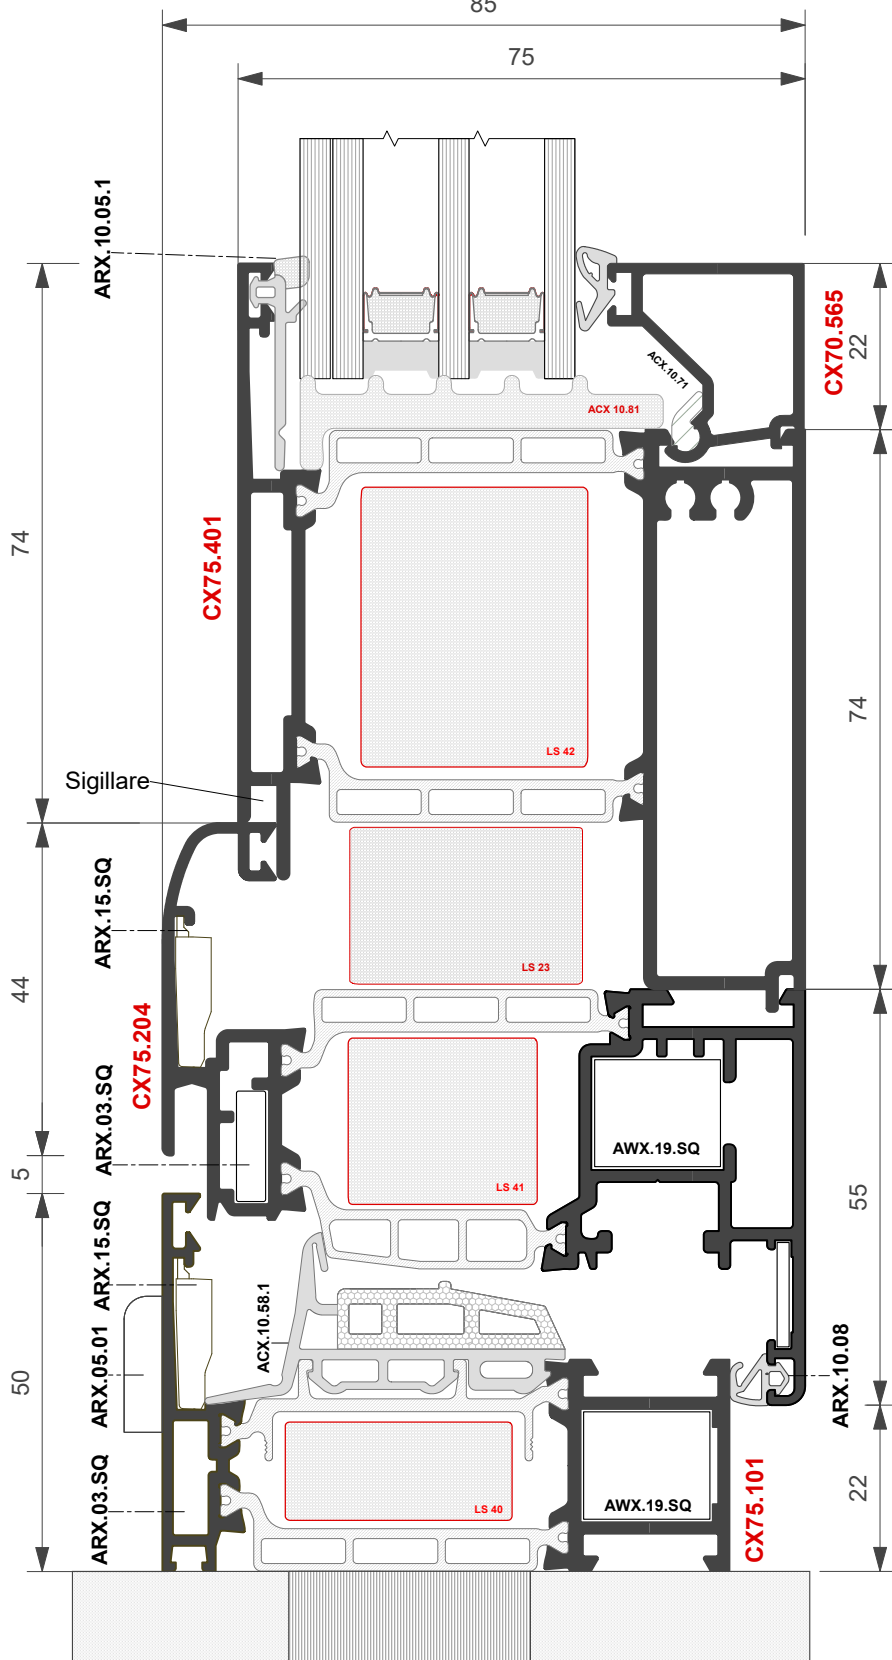 85
75
ARX.10.05.1
CX70.565
22
ACX.10.71
ACX 10.81
CX75.401
74
74
LS 42
Sigillare
ARX.15.SQ
LS 23
44
CX75.204
ARX.03.SQ
AWX.19.SQ
5
LS 41
55
ARX.15.SQ
ACX.10.58.1
ARX.05.01
ARX.10.08
50
ARX.03.SQ
LS 40
AWX.19.SQ
CX75.101
22